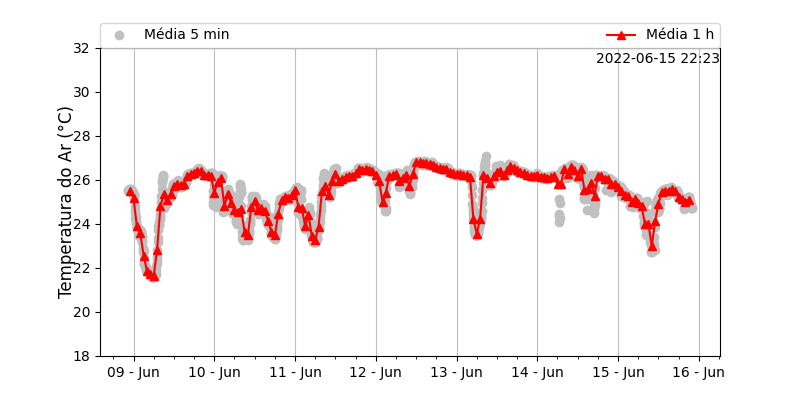 Média 5 min
Média 1 h
2022-06-15 22:23
Temperatura do Ar (°C)
32
30
28
26
24
22
20
18
09 - Jun
10 - Jun
11 - Jun
12 - Jun
13 - Jun
14 - Jun
15 - Jun
16 - Jun